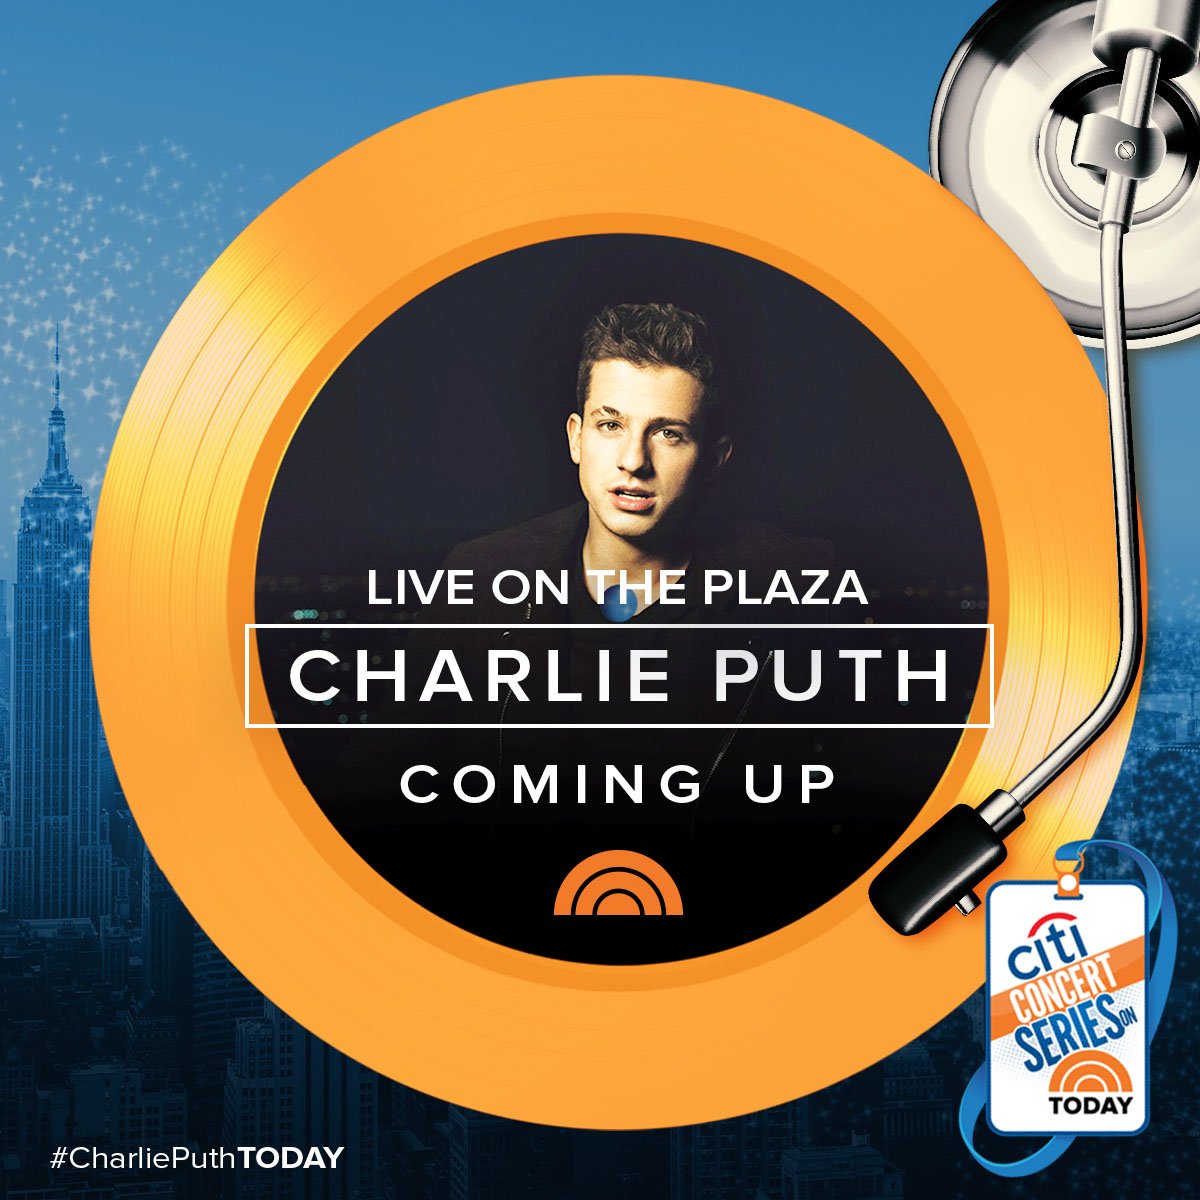 LIVE ON THE PLAZA
CHARLIE PUTH
COMING UP
citi
CONCERT
SERIES ON
TODAY
#CharliePuthTODAY